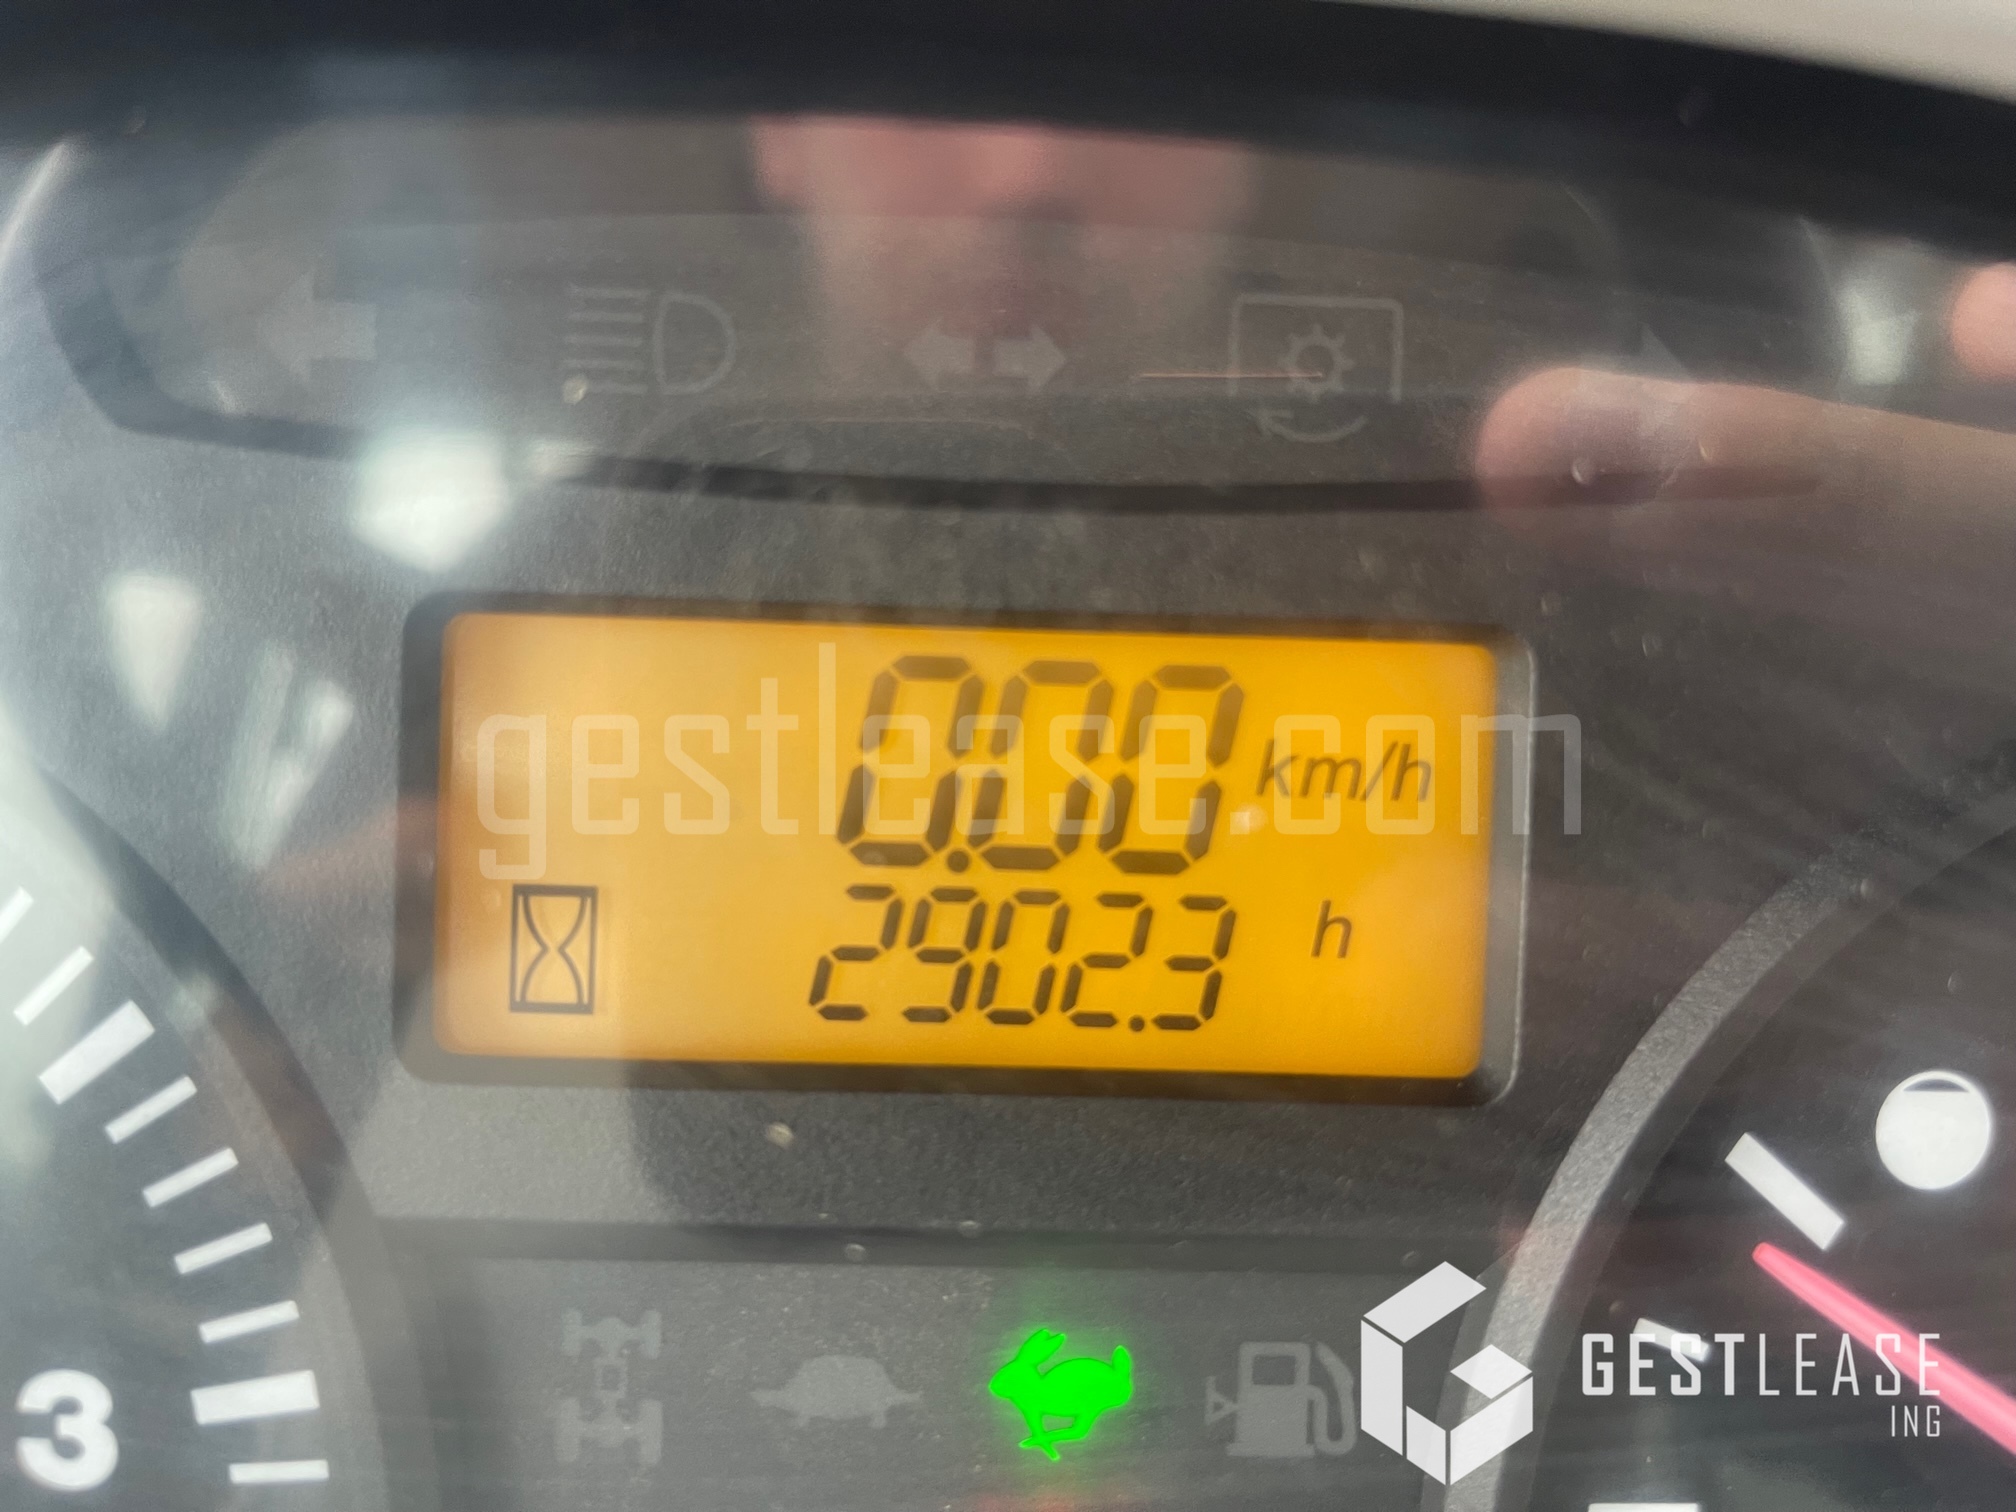 0.00 km/h
gestlease.com
2902.3 h
3
GESTLEASE
ING